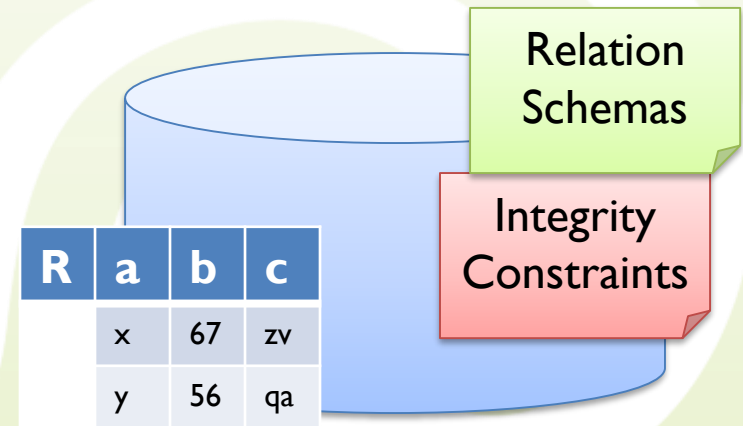 Relation
Schemas
Integrity
Constraints
R a b c
x 67 zv
y 56 qa